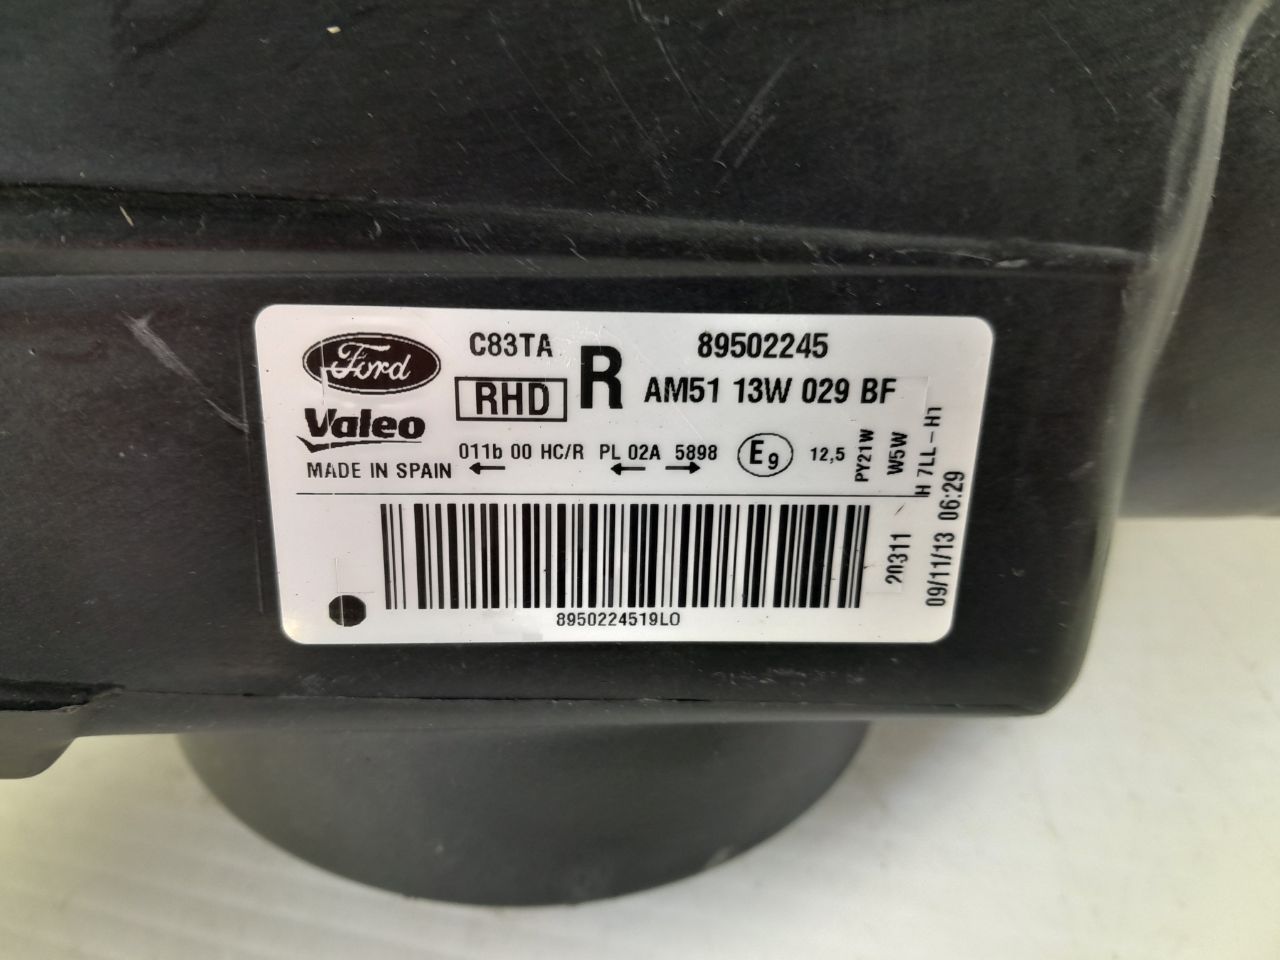 Ford
C83TA
89502245
RHD
R
AM51 13W 029 BF
Valeo
MADE IN SPAIN
011b 00 HC/R PL 02A 5898
← ← →
E9
12,5
PY21W
W5W
H 7LL-H1
20311
09/11/13 06:29
8950224519L0